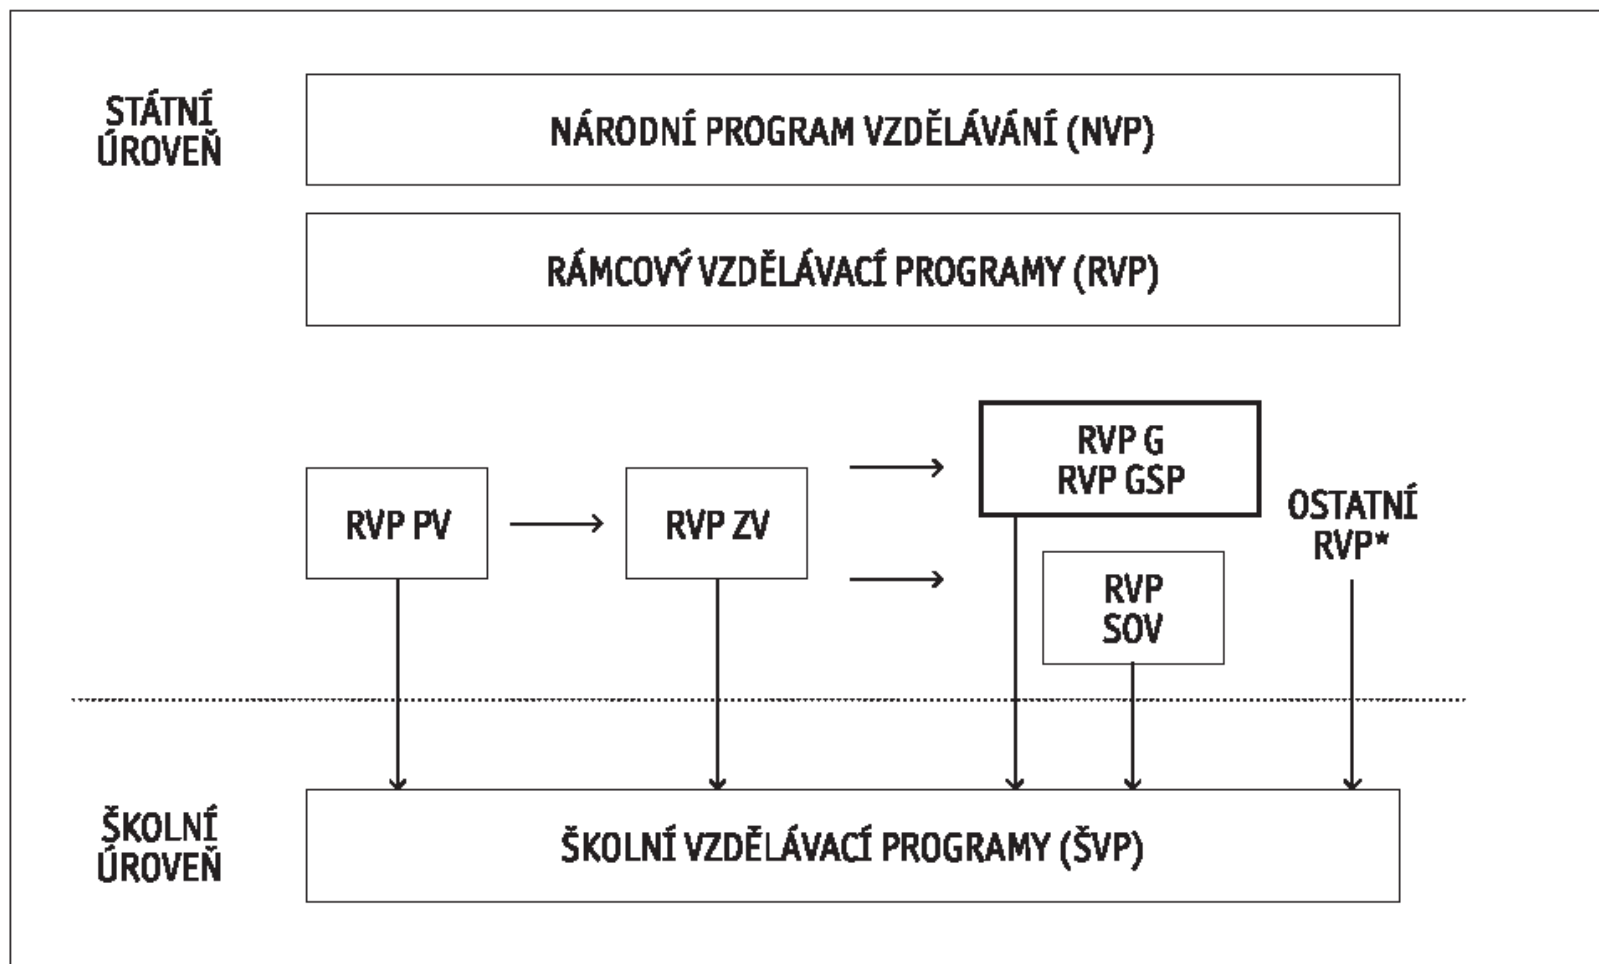 STÁTNÍ
ÚROVEŇ
NÁRODNÍ PROGRAM VZDĚLÁVÁNÍ (NVP)
RÁMCOVÝ VZDĚLÁVACÍ PROGRAMY (RVP)
RVP PV
RVP ZV
RVP G
RVP GSP
RVP
SOV
OSTATNÍ
RVP*
ŠKOLNÍ
ÚROVEŇ
ŠKOLNÍ VZDĚLÁVACÍ PROGRAMY (ŠVP)